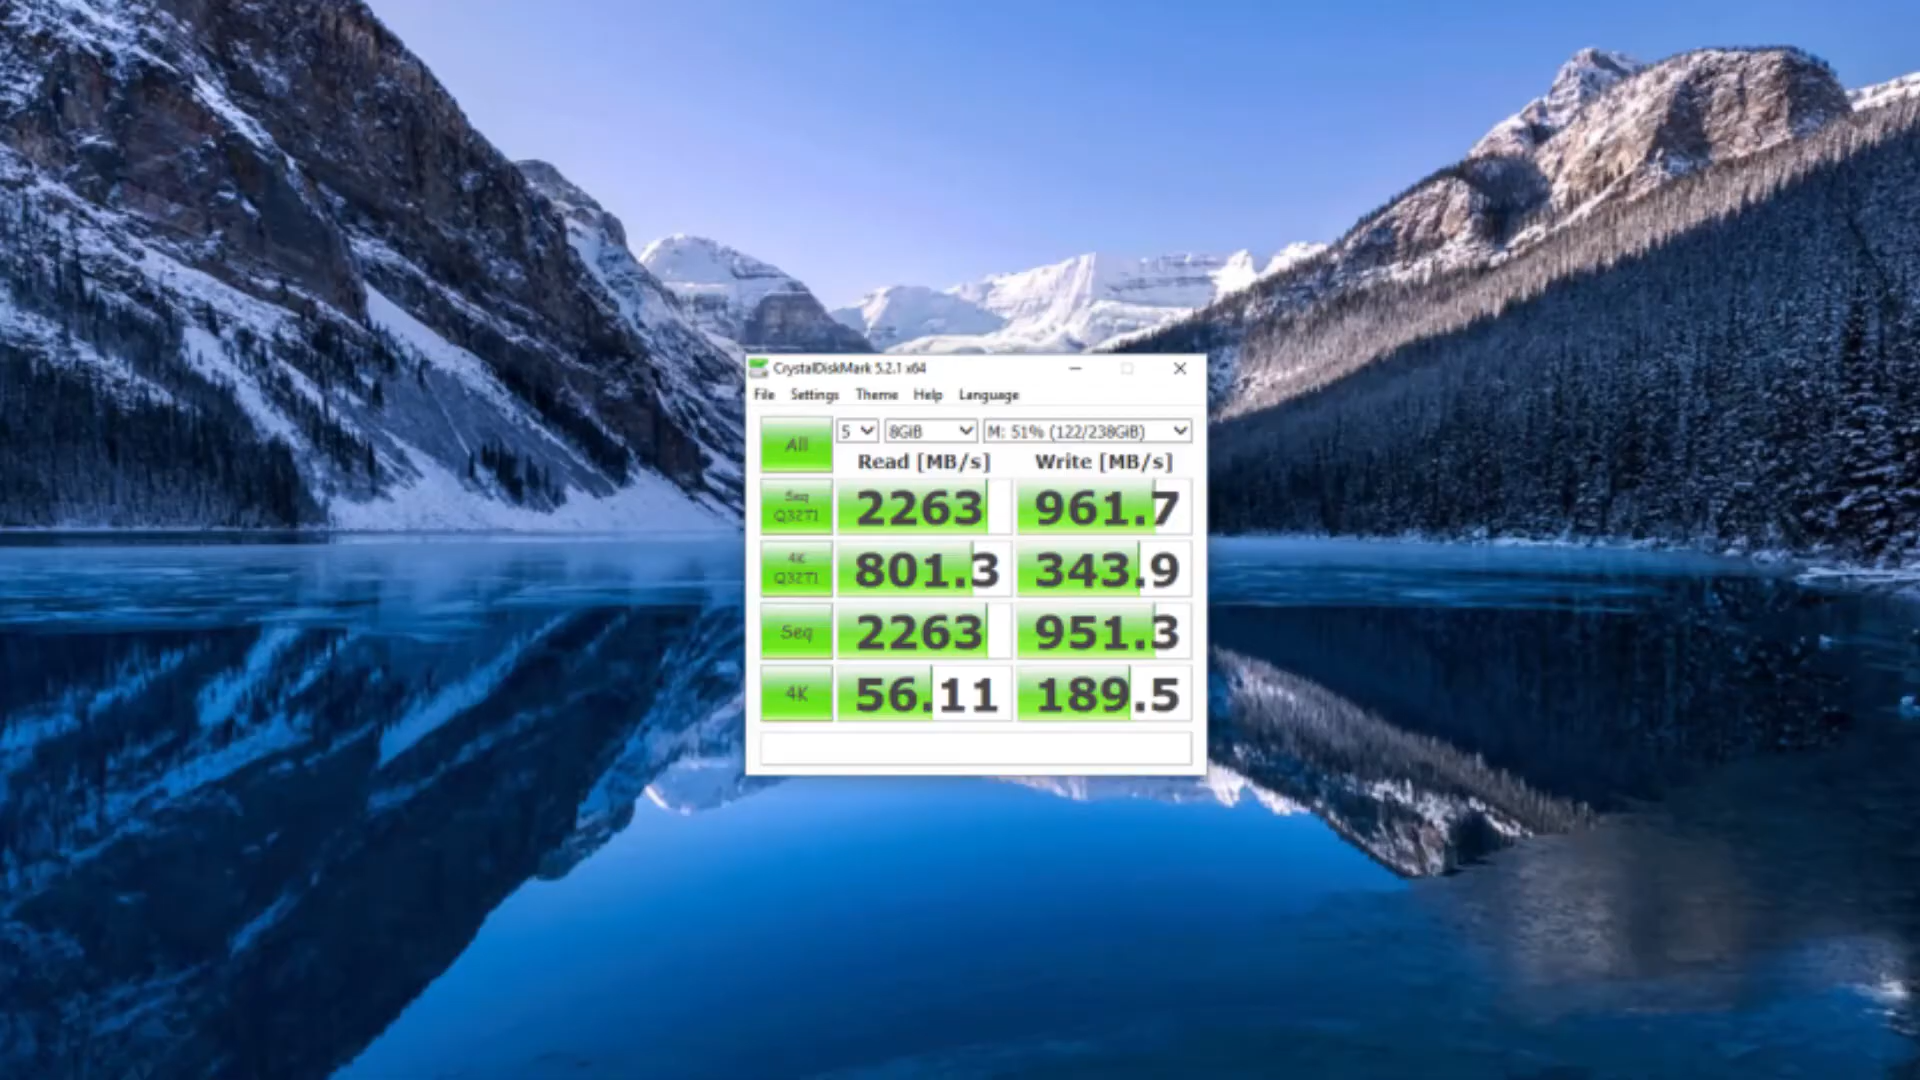 CrystalDiskMark 5.2.1 x64
File Settings Theme Help Language
All 5 8GiB M: 51% (122/238GiB)
Read [MB/s] Write [MB/s]
Seq Q32T1 2263 961.7
4K Q32T1 801.3 343.9
Seq 2263 951.3
4K 56.11 189.5